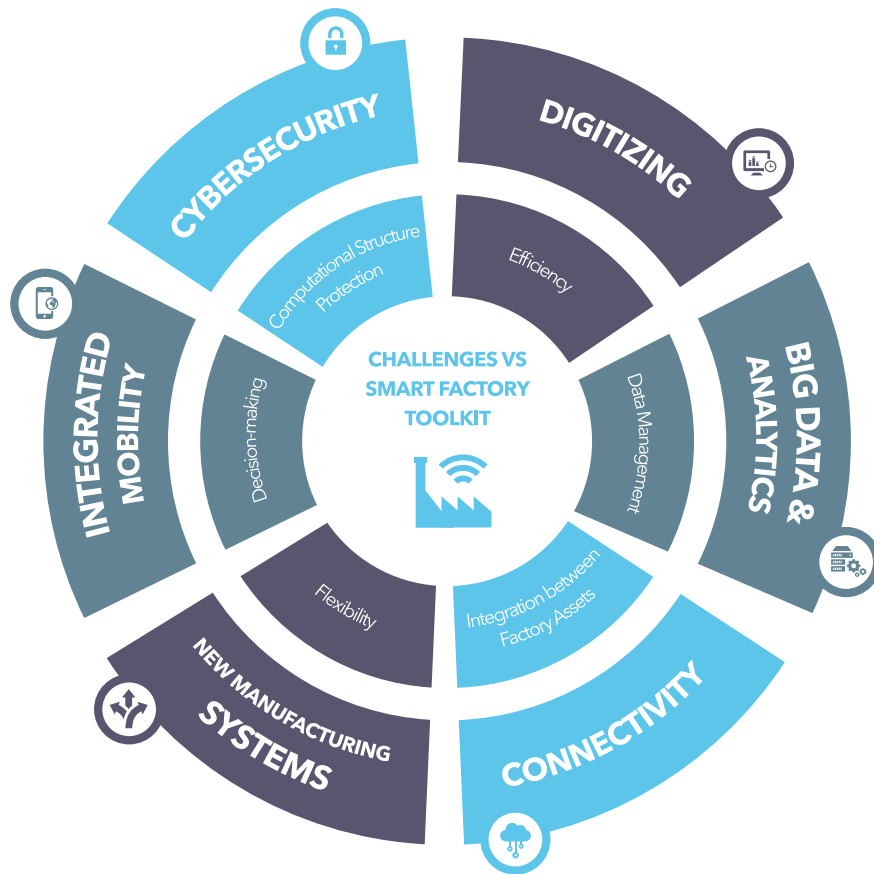 CHALLENGES VS
SMART FACTORY
TOOLKIT
DIGITIZING
Efficiency
BIG DATA &
ANALYTICS
Data Management
CONNECTIVITY
Integration between
Factory Assets
NEW MANUFACTURING
SYSTEMS
Flexibility
INTEGRATED
MOBILITY
Decision-making
CYBERSECURITY
Computational Structure
Protection